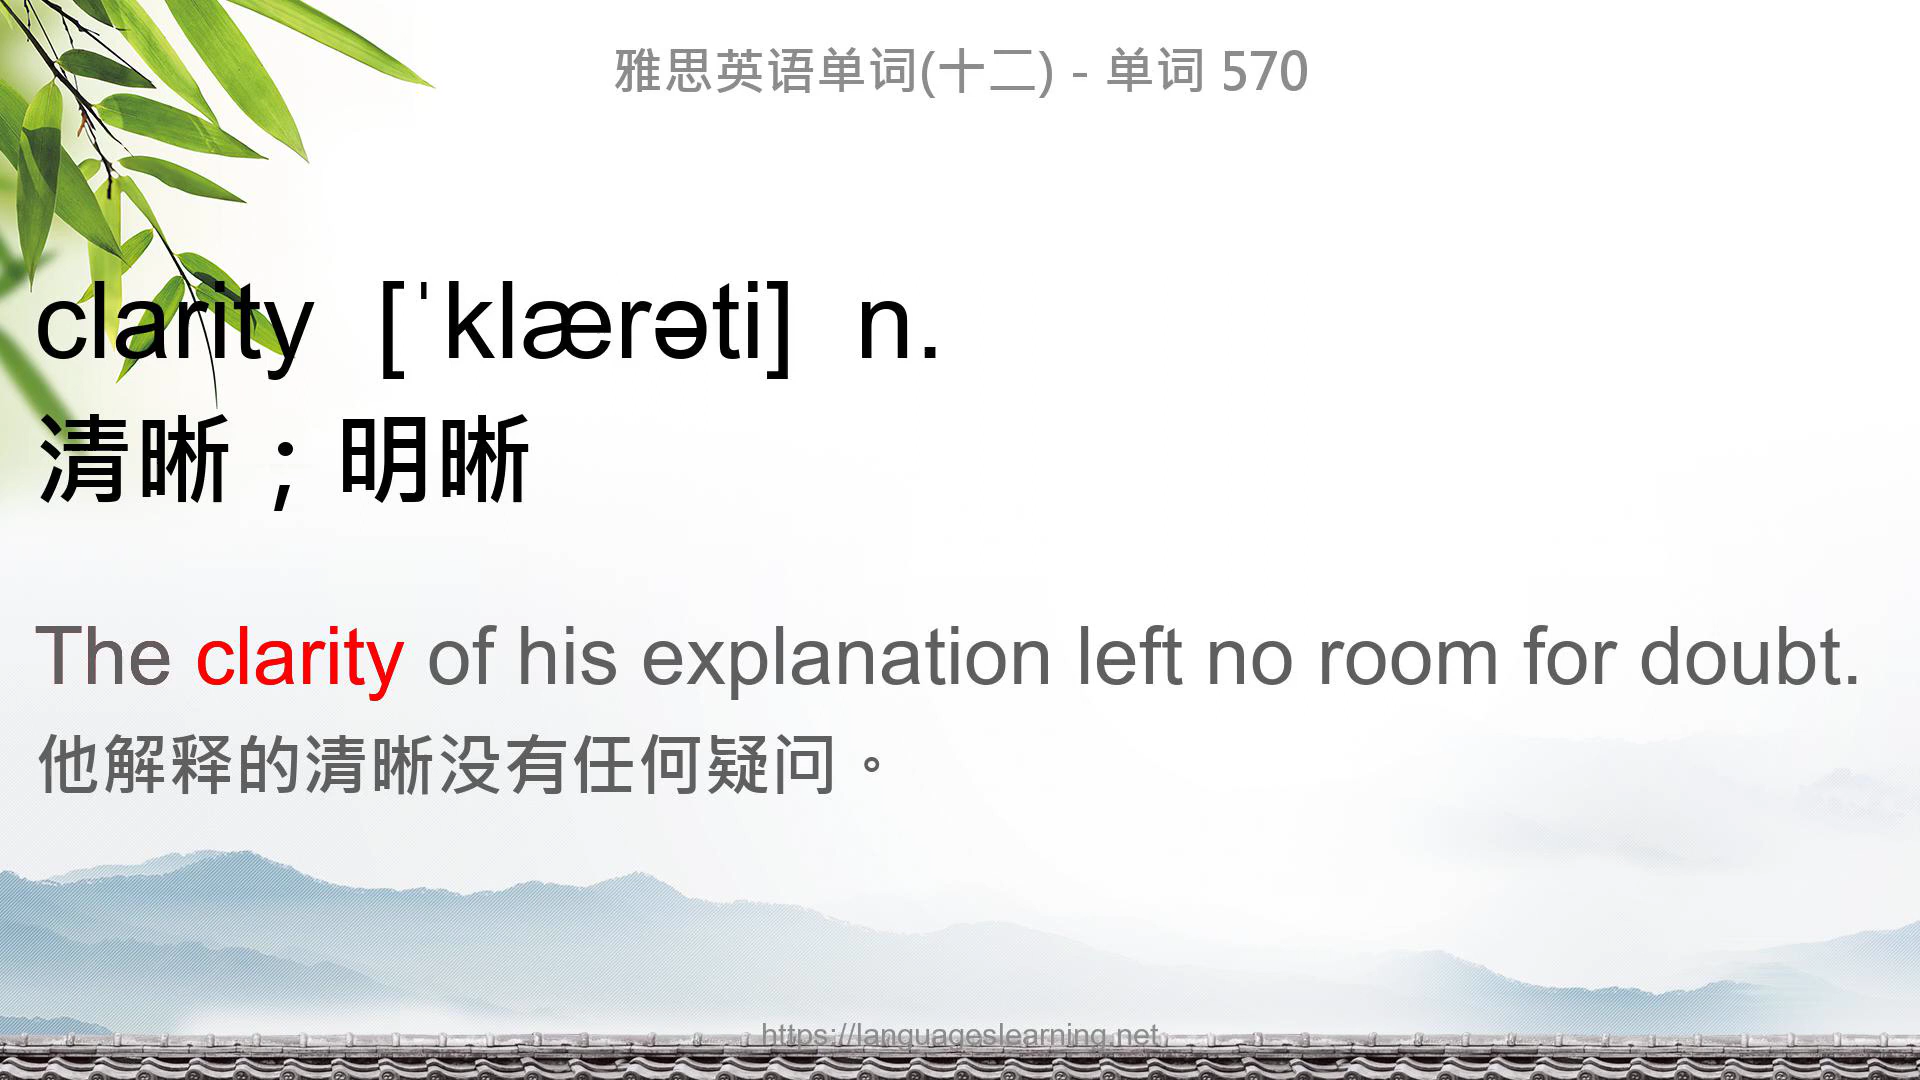 雅思英语单词(十二) - 单词 570
clarity [ˈklærəti] n.
清晰；明晰
The clarity of his explanation left no room for doubt.
他解释的清晰没有任何疑问。
https://languageslearning.net